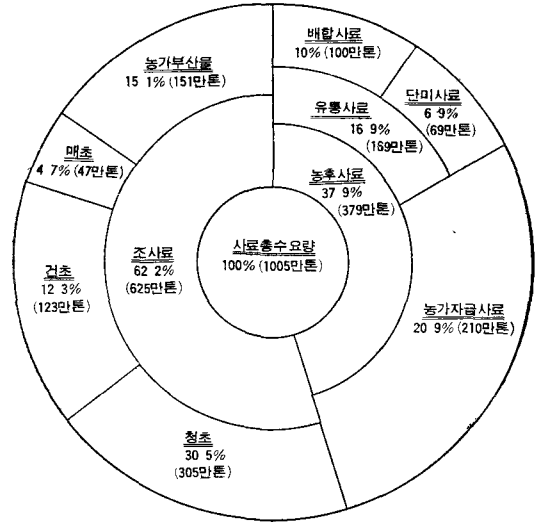 배합사료
10% (100만톤)
농가부산물
15 1% (151만톤)
단미사료
6 9%
(69만톤)
유통사료
16 9%
(169만톤)
매초
4 7% (47만톤)
농후사료
37 9%
(379만톤)
사료총수요량
100% (1005만톤)
조사료
62 2%
(625만톤)
건초
12 3%
(123만톤)
농가자급사료
20 9% (210만톤)
청초
30 5%
(305만톤)